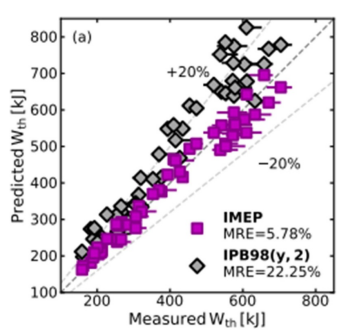 (a)
800
700
600
500
400
300
200
100
Predicted W_th [kJ]
+20%
−20%
IMEP
MRE=5.78%
IPB98(y, 2)
MRE=22.25%
200
400
600
800
Measured W_th [kJ]